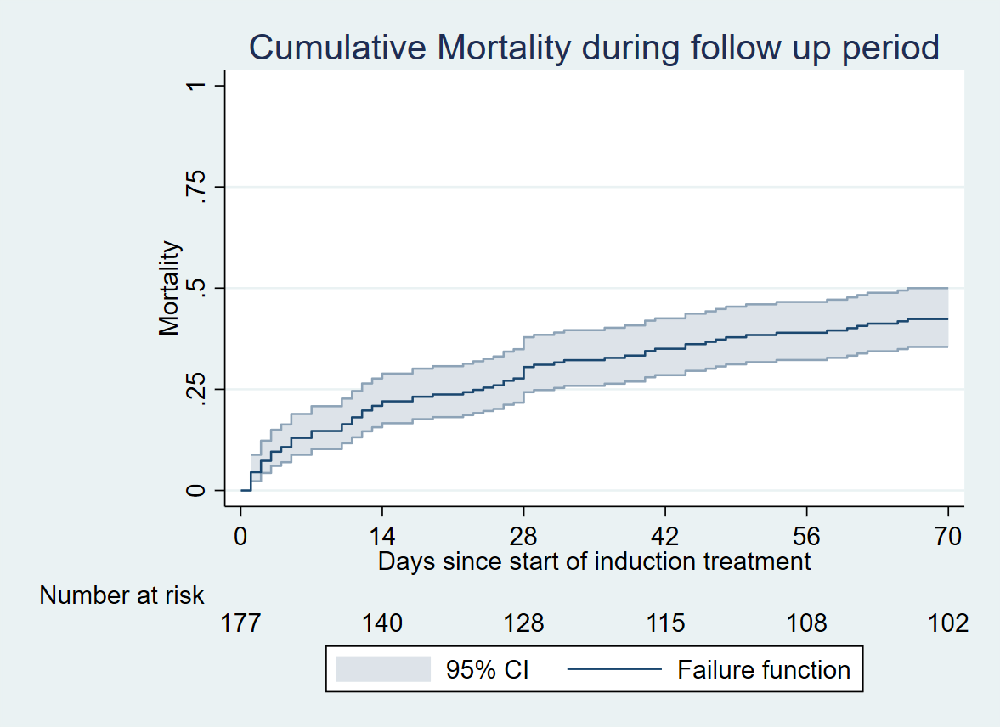 Cumulative Mortality during follow up period
Mortality
1
.75
.5
.25
0
0 14 28 42 56 70
Days since start of induction treatment
Number at risk
177 140 128 115 108 102
95% CI Failure function